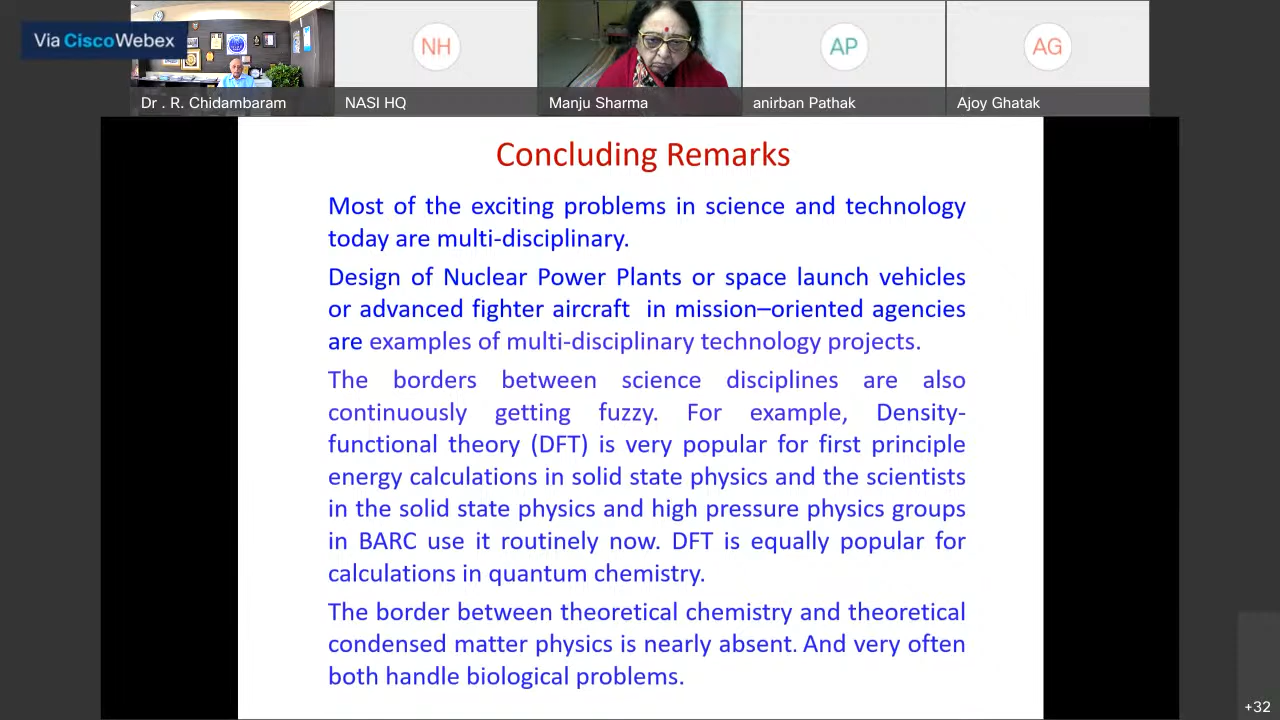 Via CiscoWebex
NH
AP
AG
Dr . R. Chidambaram
NASI HQ
Manju Sharma
anirban Pathak
Ajoy Ghatak
Concluding Remarks
Most of the exciting problems in science and technology
today are multi-disciplinary.
Design of Nuclear Power Plants or space launch vehicles
or advanced fighter aircraft in mission–oriented agencies
are examples of multi-disciplinary technology projects.
The borders between science disciplines are also
continuously getting fuzzy. For example, Density-
functional theory (DFT) is very popular for first principle
energy calculations in solid state physics and the scientists
in the solid state physics and high pressure physics groups
in BARC use it routinely now. DFT is equally popular for
calculations in quantum chemistry.
The border between theoretical chemistry and theoretical
condensed matter physics is nearly absent. And very often
both handle biological problems.
+32